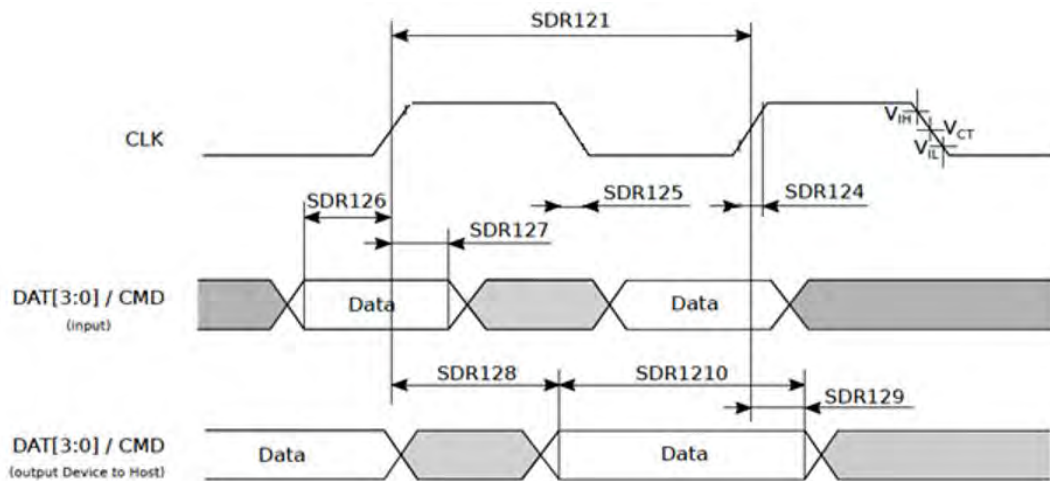 SDR121
CLK
V_IH
V_CT
V_IL
SDR126
SDR125
SDR124
SDR127
DAT[3:0] / CMD
(input)
Data
Data
SDR128
SDR1210
SDR129
DAT[3:0] / CMD
(output Device to Host)
Data
Data